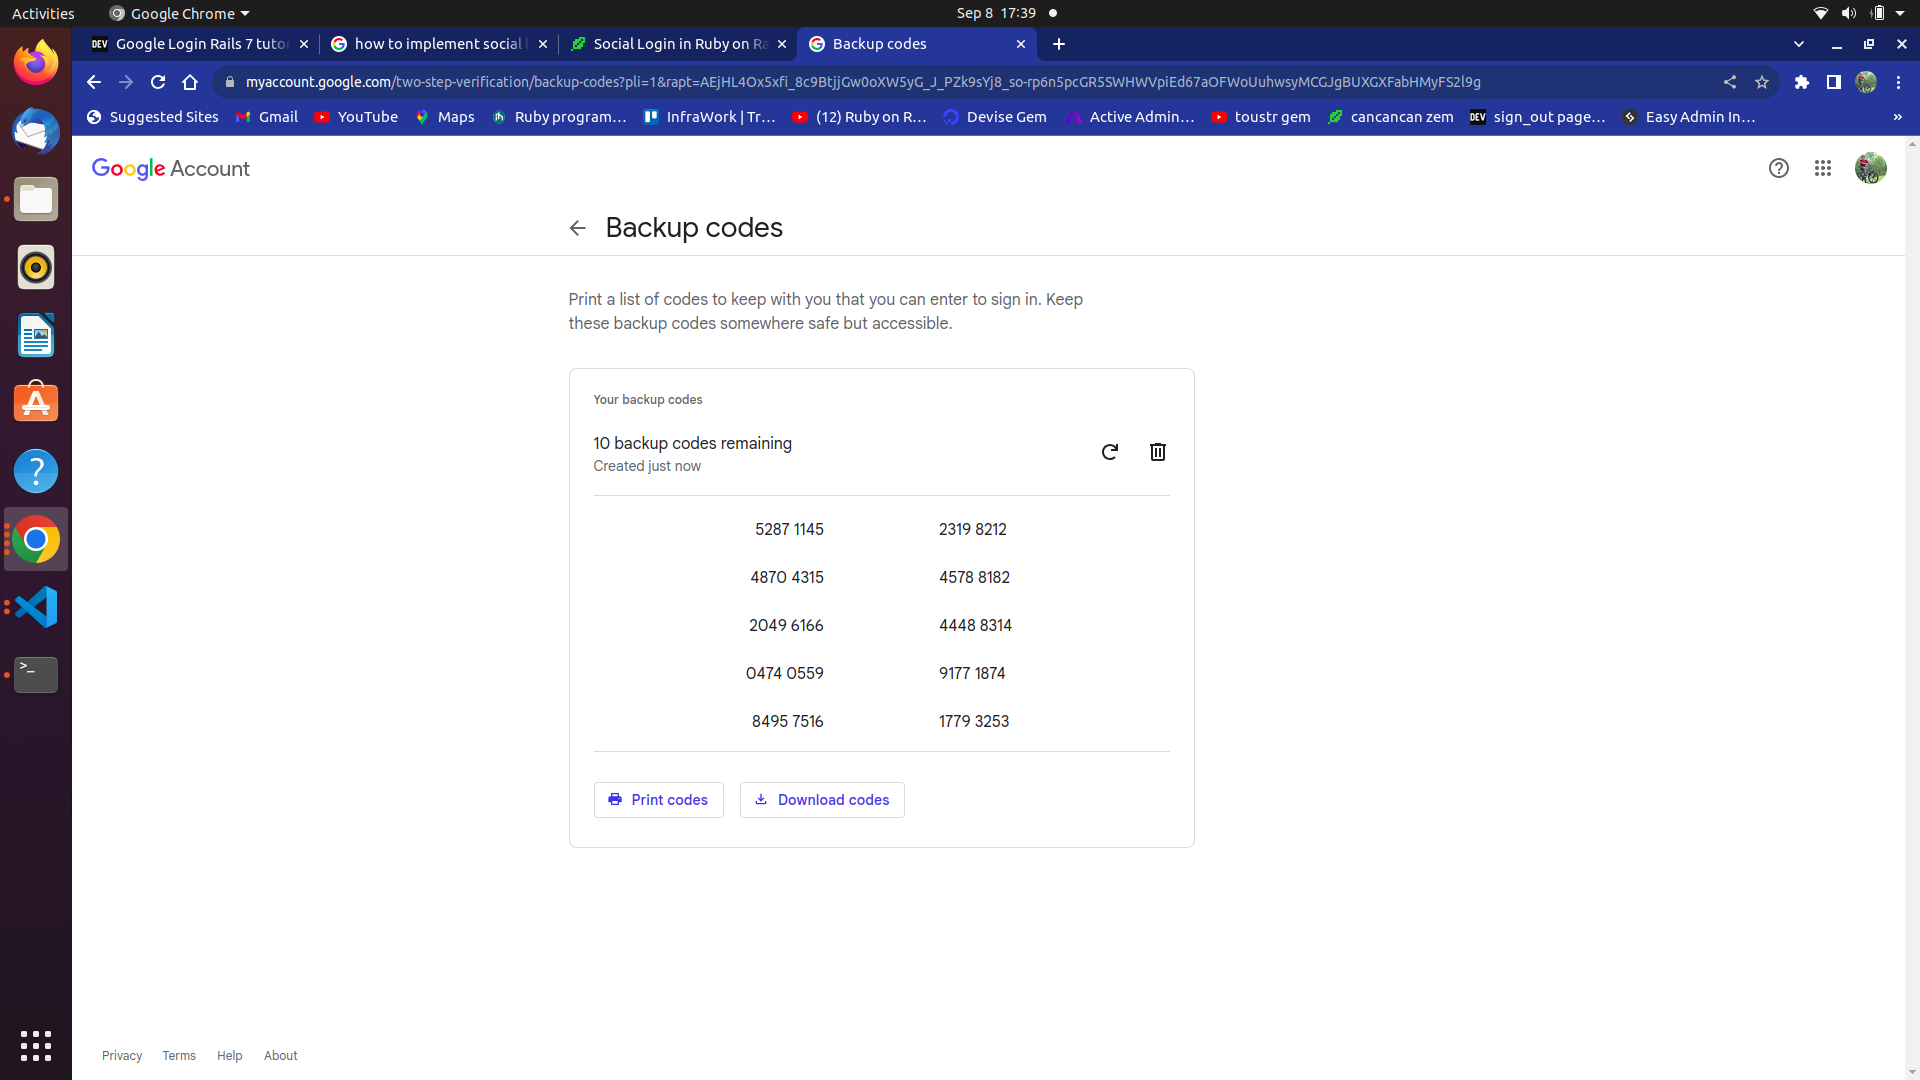 Activities
Google Chrome
Sep 8 17:39
Google Login Rails 7 tutor
how to implement social l
Social Login in Ruby on Ra
Backup codes
myaccount.google.com/two-step-verification/backup-codes?pli=1&rapt=AEjHL4Ox5xfi_8c9BtjjGw0oXW5yG_J_PZk9sYj8_so-rp6n5pcGR5SWHWVpiEd67aOFWoUuhwsyMCGJgBUXGXFabHMyFS2l9g
Suggested Sites
Gmail
YouTube
Maps
Ruby program…
InfraWork | Tr…
(12) Ruby on R…
Devise Gem
Active Admin…
toustr gem
cancancan zem
DEV
sign_out page…
Easy Admin In…
»
Google Account
Backup codes
Print a list of codes to keep with you that you can enter to sign in. Keep
these backup codes somewhere safe but accessible.
Your backup codes
10 backup codes remaining
Created just now
5287 1145 2319 8212
4870 4315 4578 8182
2049 6166 4448 8314
0474 0559 9177 1874
8495 7516 1779 3253
Print codes
Download codes
Privacy Terms Help About